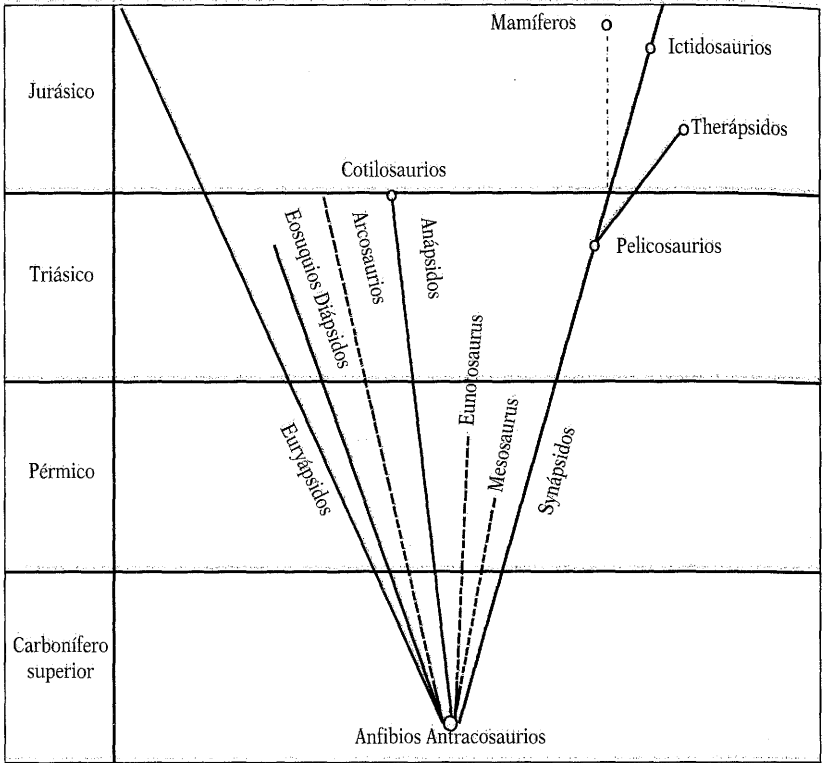 Mamíferos
Ictidosaurios
Jurásico
Therápsidos
Cotilosaurios
Eosuquios Diápsidos
Arcosaurios
Anápsidos
Pelicosaurios
Triásico
Eunotosaurus
Mesosaurus
Euryápsidos
Synápsidos
Pérmico
Carbonífero
superior
Anfibios Antracosaurios